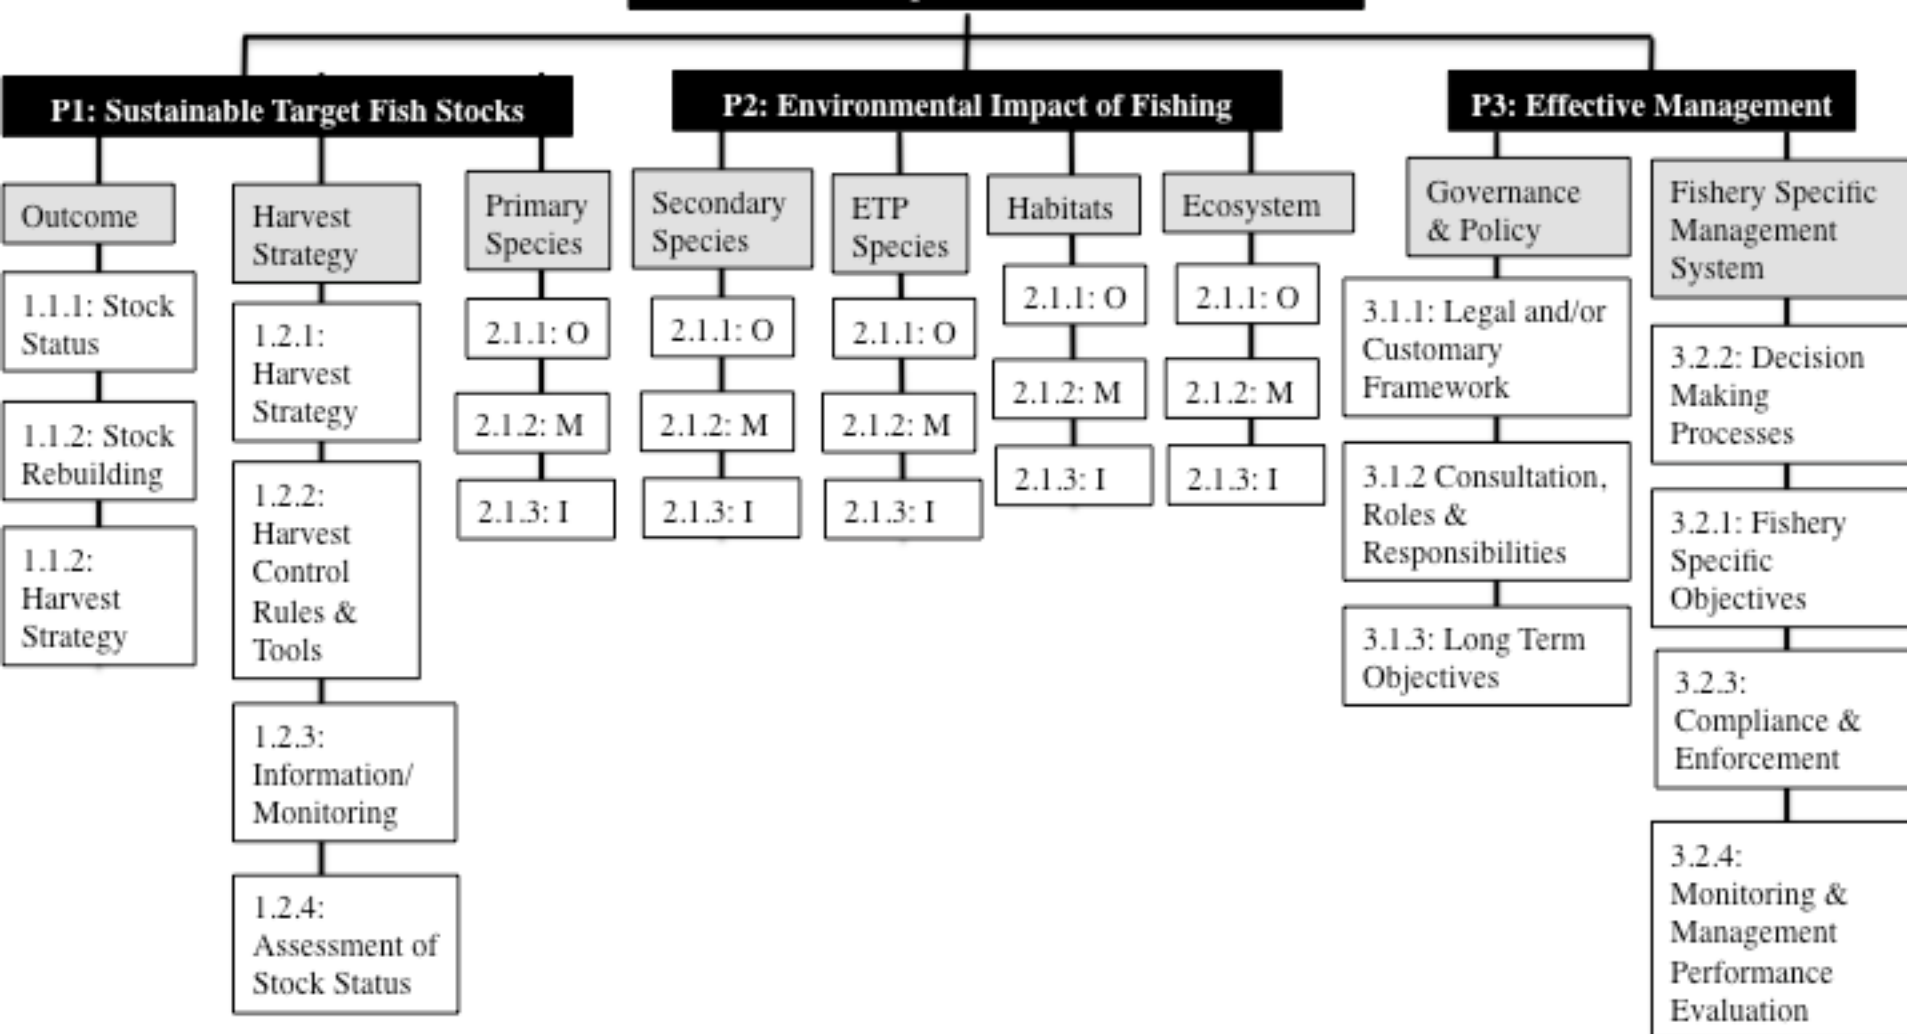 P1: Sustainable Target Fish Stocks
P2: Environmental Impact of Fishing
P3: Effective Management
Outcome
1.1.1: Stock
Status
1.1.2: Stock
Rebuilding
1.1.2:
Harvest
Strategy
Harvest
Strategy
1.2.1:
Harvest
Strategy
1.2.2:
Harvest
Control
Rules &
Tools
1.2.3:
Information/
Monitoring
1.2.4:
Assessment of
Stock Status
Primary
Species
2.1.1: O
2.1.2: M
2.1.3: I
Secondary
Species
2.1.1: O
2.1.2: M
2.1.3: I
ETP
Species
2.1.1: O
2.1.2: M
2.1.3: I
Habitats
2.1.1: O
2.1.2: M
2.1.3: I
Ecosystem
2.1.1: O
2.1.2: M
2.1.3: I
Governance
& Policy
3.1.1: Legal and/or
Customary
Framework
3.1.2 Consultation,
Roles &
Responsibilities
3.1.3: Long Term
Objectives
Fishery Specific
Management
System
3.2.2: Decision
Making
Processes
3.2.1: Fishery
Specific
Objectives
3.2.3:
Compliance &
Enforcement
3.2.4:
Monitoring &
Management
Performance
Evaluation